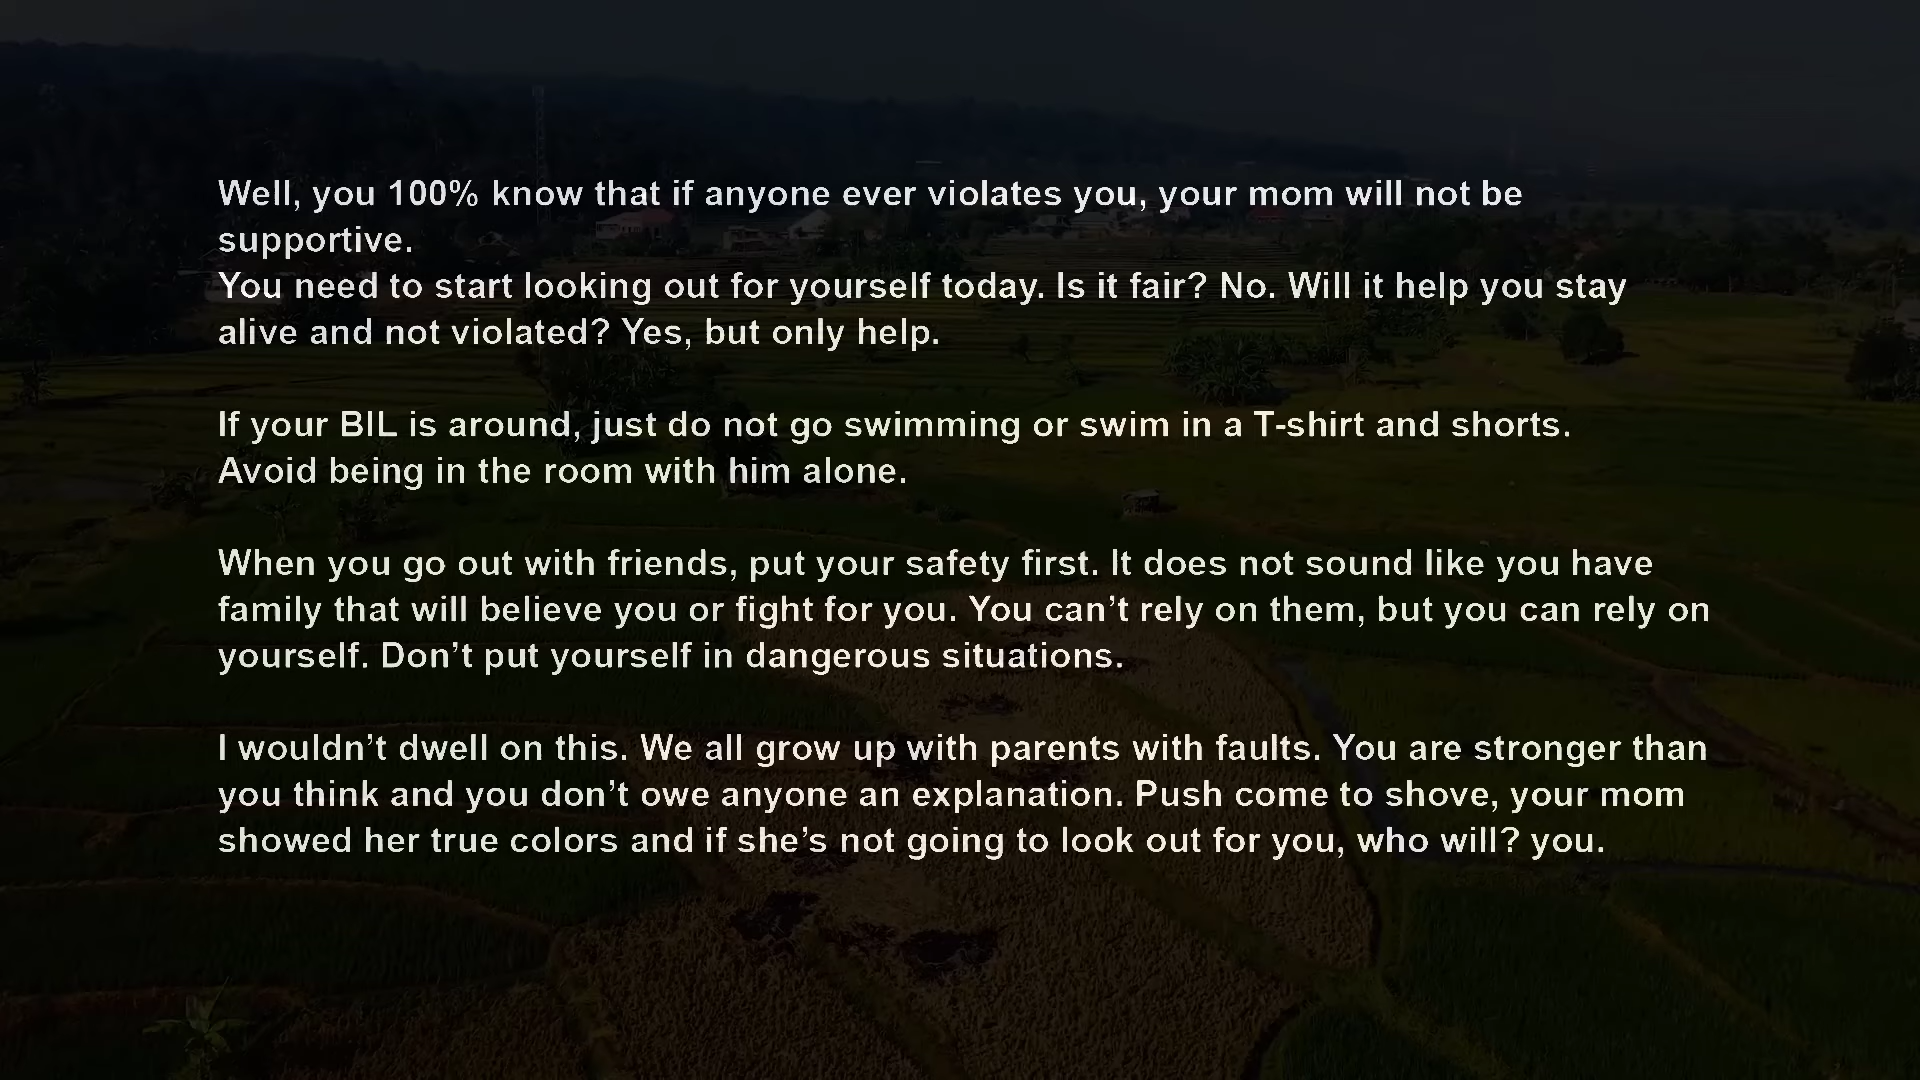 Well, you 100% know that if anyone ever violates you, your mom will not be
supportive.
You need to start looking out for yourself today. Is it fair? No. Will it help you stay
alive and not violated? Yes, but only help.
If your BIL is around, just do not go swimming or swim in a T-shirt and shorts.
Avoid being in the room with him alone.
When you go out with friends, put your safety first. It does not sound like you have
family that will believe you or fight for you. You can’t rely on them, but you can rely on
yourself. Don’t put yourself in dangerous situations.
I wouldn’t dwell on this. We all grow up with parents with faults. You are stronger than
you think and you don’t owe anyone an explanation. Push come to shove, your mom
showed her true colors and if she’s not going to look out for you, who will? you.